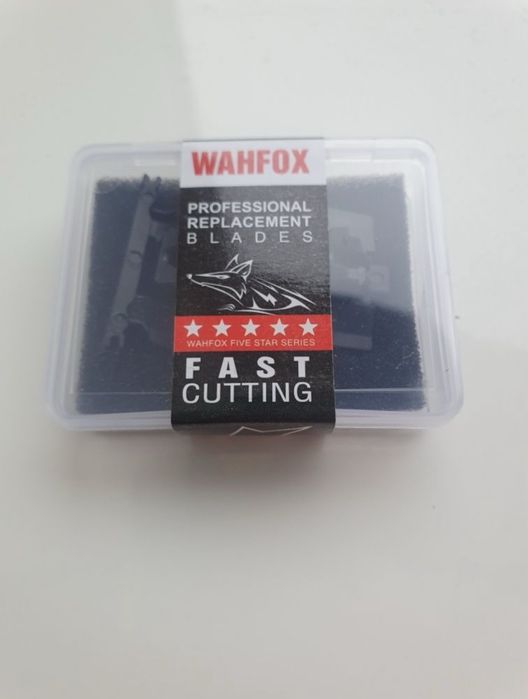 WAHFOX
PROFESSIONAL
REPLACEMENT
BLADES
WAHFOX FIVE STAR SERIES
FAST
CUTTING